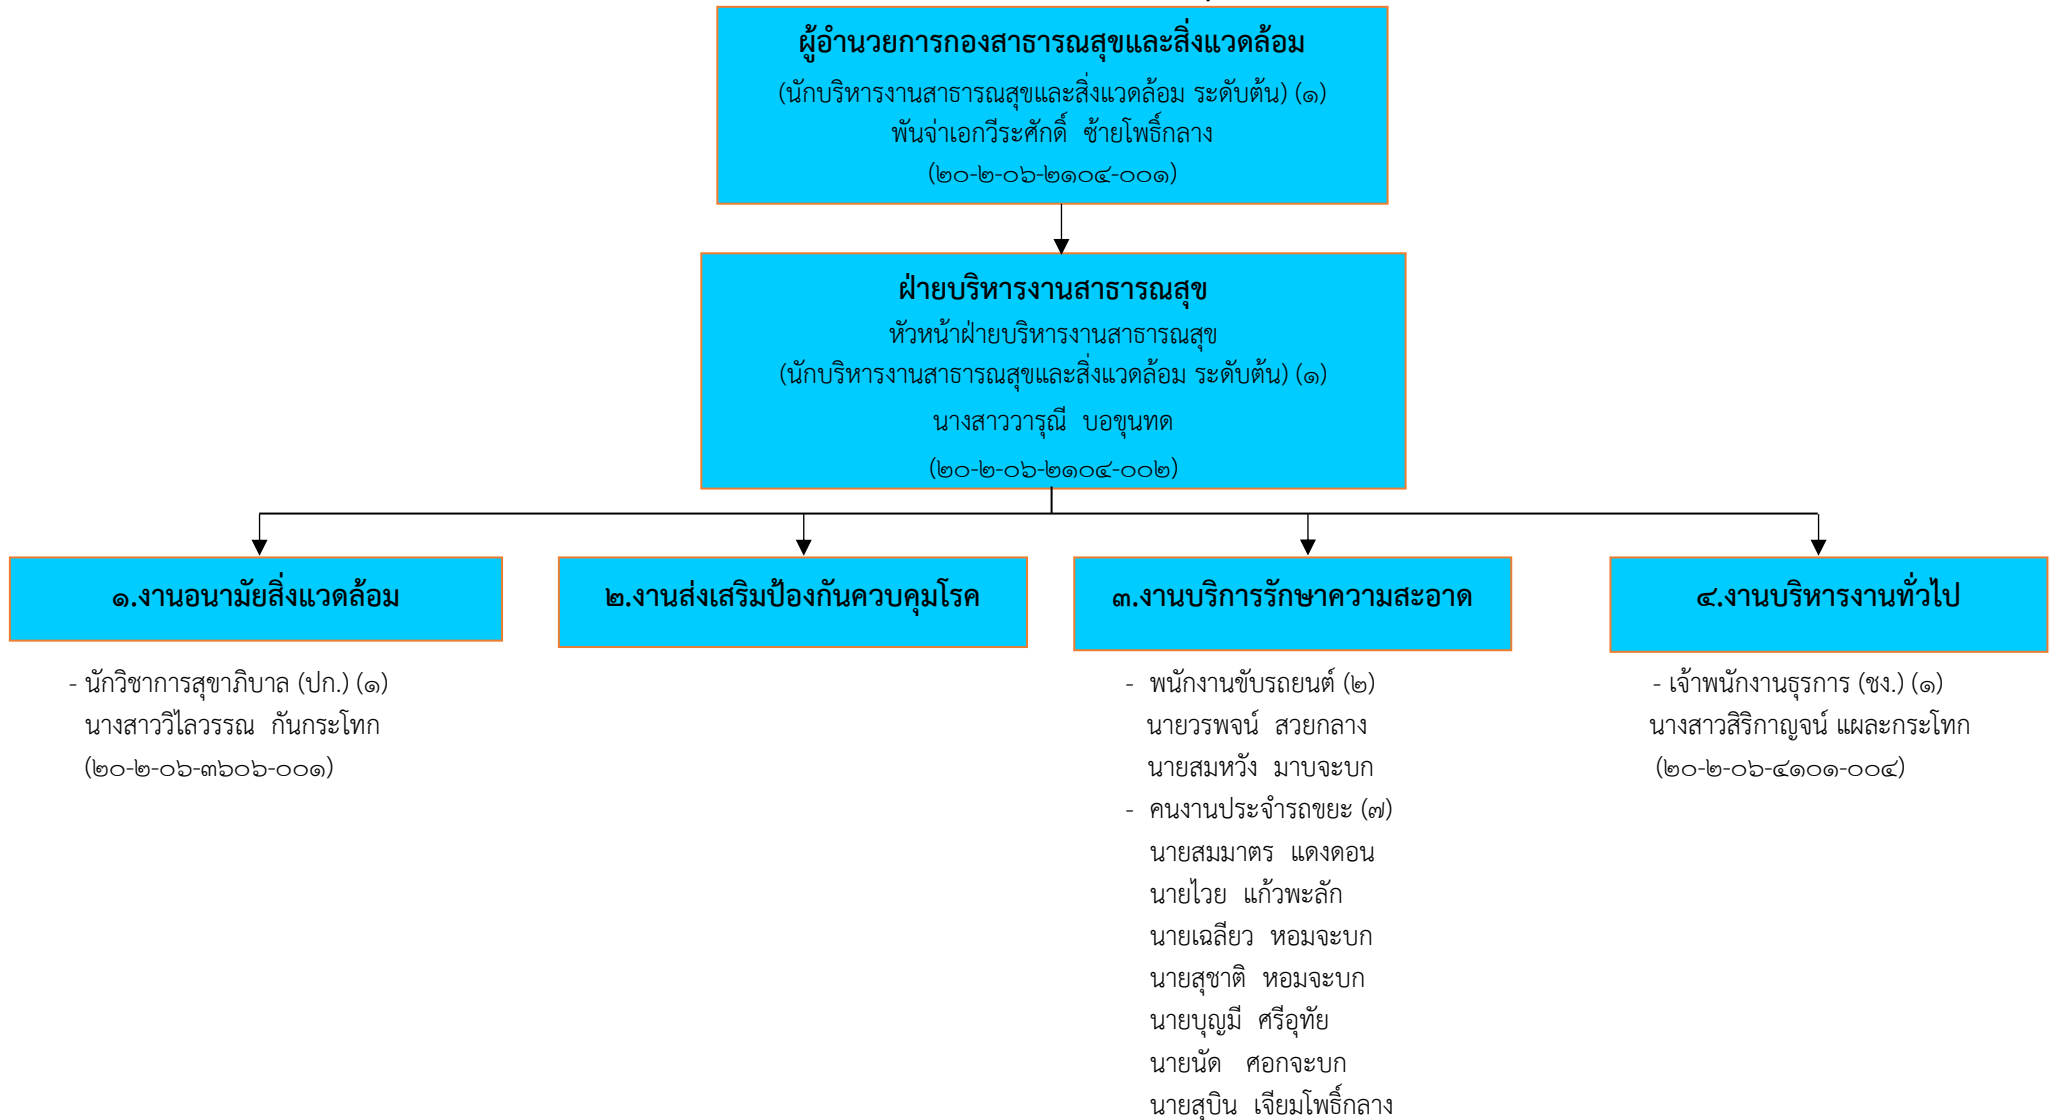 ผู้อำนวยการกองสาธารณสุขและสิ่งแวดล้อม
(นักบริหารงานสาธารณสุขและสิ่งแวดล้อม ระดับต้น) (๑)
พันจ่าเอกวีระศักดิ์ ซ้ายโพธิ์กลาง
(๒๐-๒-๐๖-๒๑๐๔-๐๐๑)
ฝ่ายบริหารงานสาธารณสุข
หัวหน้าฝ่ายบริหารงานสาธารณสุข
(นักบริหารงานสาธารณสุขและสิ่งแวดล้อม ระดับต้น) (๑)
นางสาววารุณี บอขุนทด
(๒๐-๒-๐๖-๒๑๐๔-๐๐๒)
๑.งานอนามัยสิ่งแวดล้อม
- นักวิชาการสุขาภิบาล (ปก.) (๑)
นางสาววิไลวรรณ กันกระโทก
(๒๐-๒-๐๖-๓๖๐๖-๐๐๑)
๒.งานส่งเสริมป้องกันควบคุมโรค
๓.งานบริการรักษาความสะอาด
- พนักงานขับรถยนต์ (๒)
นายวรพจน์ สวยกลาง
นายสมหวัง มาบจะบก
- คนงานประจำรถขยะ (๗)
นายสมมาตร แดงดอน
นายไวย แก้วพะลัก
นายเฉลียว หอมจะบก
นายสุชาติ หอมจะบก
นายบุญมี ศรีอุทัย
นายนัด ศอกจะบก
นายสุบิน เจียมโพธิ์กลาง
๔.งานบริหารงานทั่วไป
- เจ้าพนักงานธุรการ (ชง.) (๑)
นางสาวสิริกาญจน์ แผละกระโทก
(๒๐-๒-๐๖-๔๑๐๑-๐๐๔)